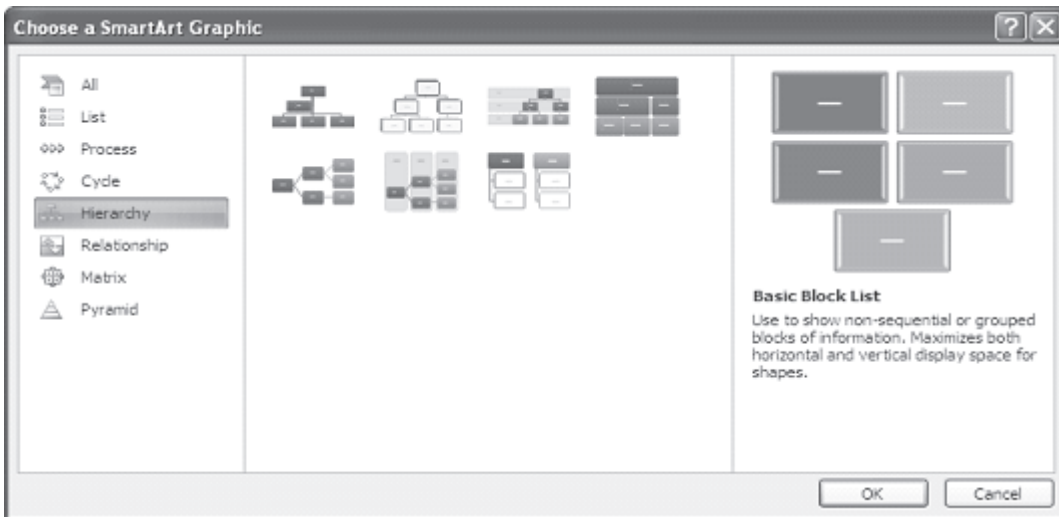 Choose a SmartArt Graphic
All
List
Process
Cycle
Hierarchy
Relationship
Matrix
Pyramid
Basic Block List
Use to show non-sequential or grouped
blocks of information. Maximizes both
horizontal and vertical display space for
shapes.
OK
Cancel